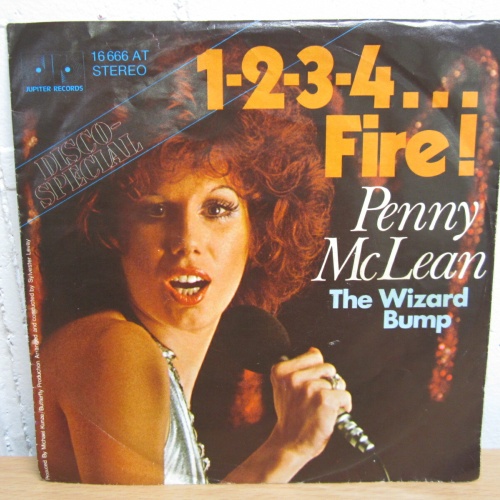 16 666 AT
STEREO
JUPITER RECORDS
DISCO-
SPECIAL
1-2-3-4...
Fire!
Penny
McLean
The Wizard
Bump
Produced by Michael Kunze/Butterfly Production Arranged and conducted by Sylvester Levay